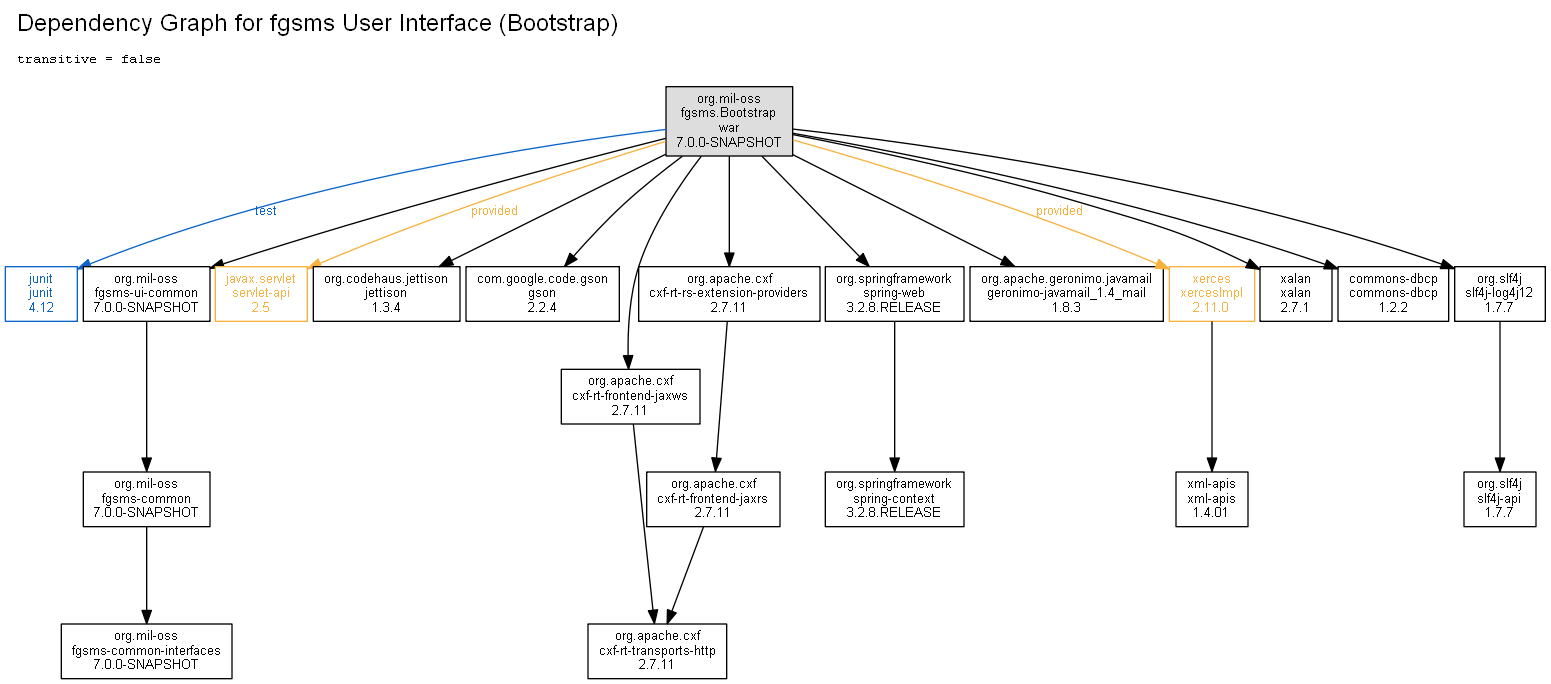 Dependency Graph for fgsms User Interface (Bootstrap)
transitive = false
org.mil-oss
fgsms.Bootstrap
war
7.0.0-SNAPSHOT
test
provided
provided
junit
junit
4.12
org.mil-oss
fgsms-ui-common
7.0.0-SNAPSHOT
javax.servlet
servlet-api
2.5
org.codehaus.jettison
jettison
1.3.4
com.google.code.gson
gson
2.2.4
org.apache.cxf
cxf-rt-rs-extension-providers
2.7.11
org.springframework
spring-web
3.2.8.RELEASE
org.apache.geronimo.javamail
geronimo-javamail_1.4_mail
1.8.3
xerces
xercesImpl
2.11.0
xalan
xalan
2.7.1
commons-dbcp
commons-dbcp
1.2.2
org.slf4j
slf4j-log4j12
1.7.7
org.apache.cxf
cxf-rt-frontend-jaxws
2.7.11
org.mil-oss
fgsms-common
7.0.0-SNAPSHOT
org.apache.cxf
cxf-rt-frontend-jaxrs
2.7.11
org.springframework
spring-context
3.2.8.RELEASE
xml-apis
xml-apis
1.4.01
org.slf4j
slf4j-api
1.7.7
org.mil-oss
fgsms-common-interfaces
7.0.0-SNAPSHOT
org.apache.cxf
cxf-rt-transports-http
2.7.11